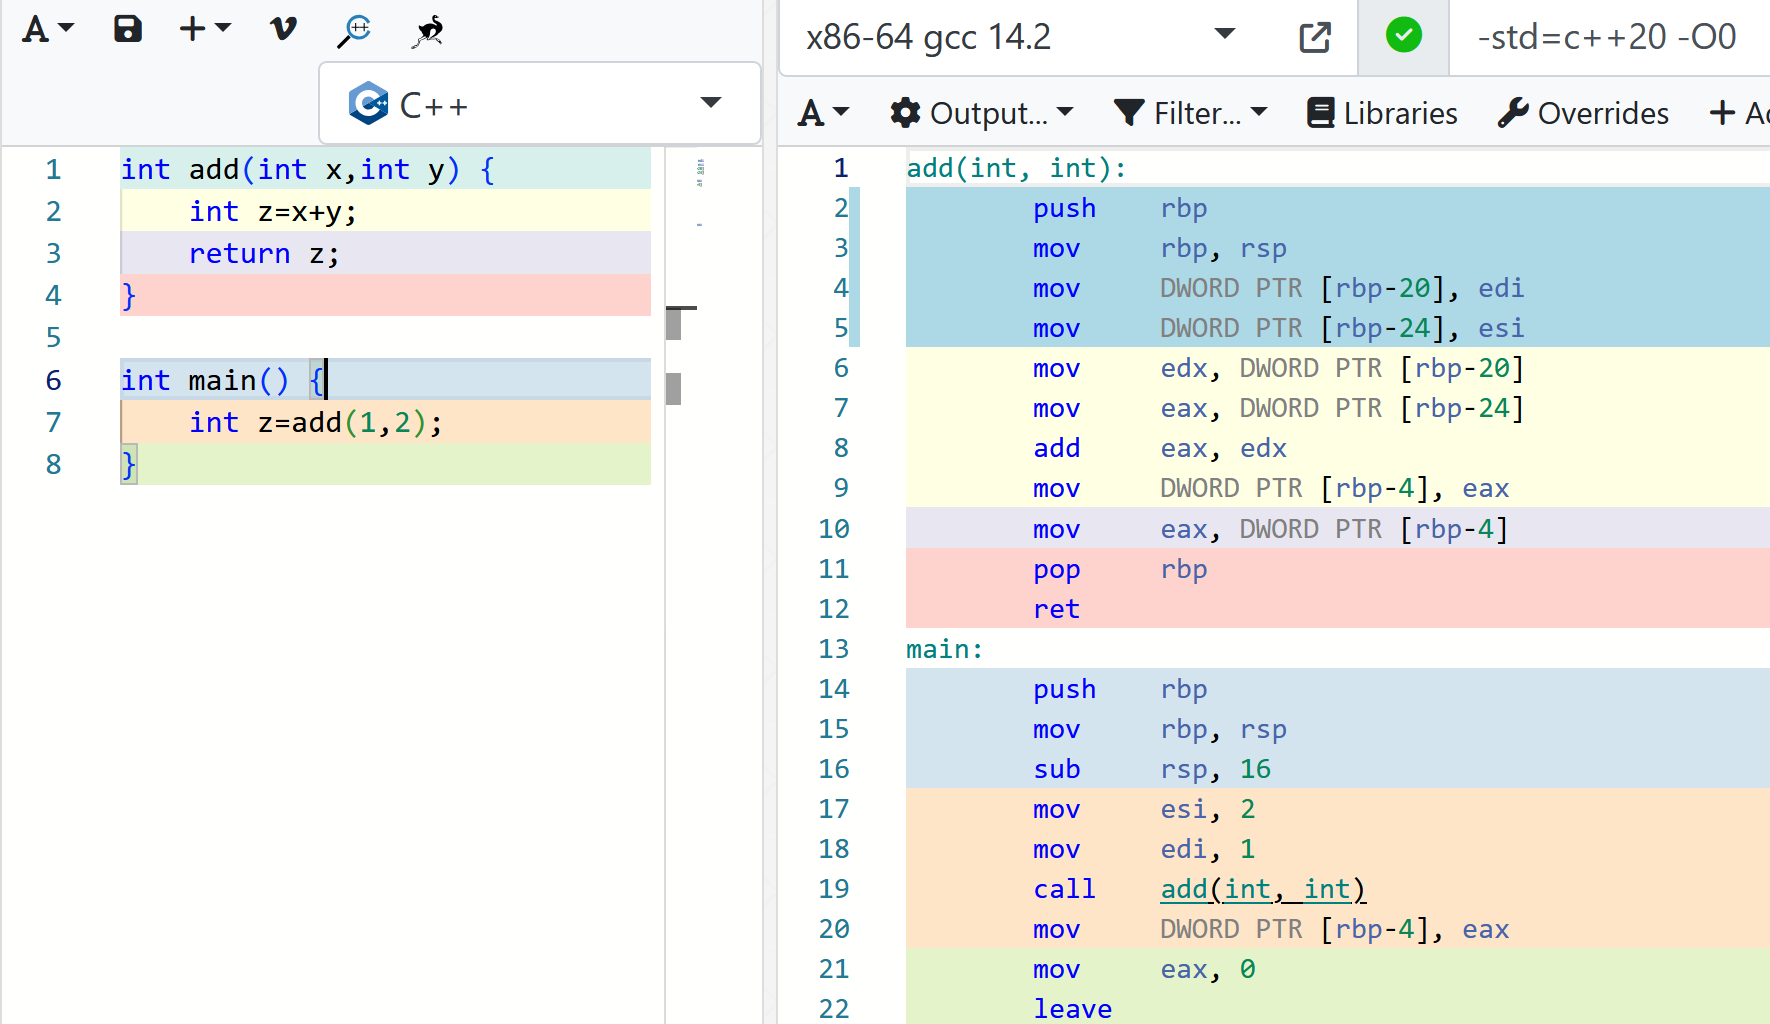 A
C++
1 int add(int x,int y) {
2     int z=x+y;
3     return z;
4 }
5
6 int main() {
7     int z=add(1,2);
8 }
x86-64 gcc 14.2
-std=c++20 -O0
A Output... Filter... Libraries Overrides + Ad
1 add(int, int):
2         push    rbp
3         mov     rbp, rsp
4         mov     DWORD PTR [rbp-20], edi
5         mov     DWORD PTR [rbp-24], esi
6         mov     edx, DWORD PTR [rbp-20]
7         mov     eax, DWORD PTR [rbp-24]
8         add     eax, edx
9         mov     DWORD PTR [rbp-4], eax
10        mov     eax, DWORD PTR [rbp-4]
11        pop     rbp
12        ret
13 main:
14        push    rbp
15        mov     rbp, rsp
16        sub     rsp, 16
17        mov     esi, 2
18        mov     edi, 1
19        call    add(int, int)
20        mov     DWORD PTR [rbp-4], eax
21        mov     eax, 0
22        leave